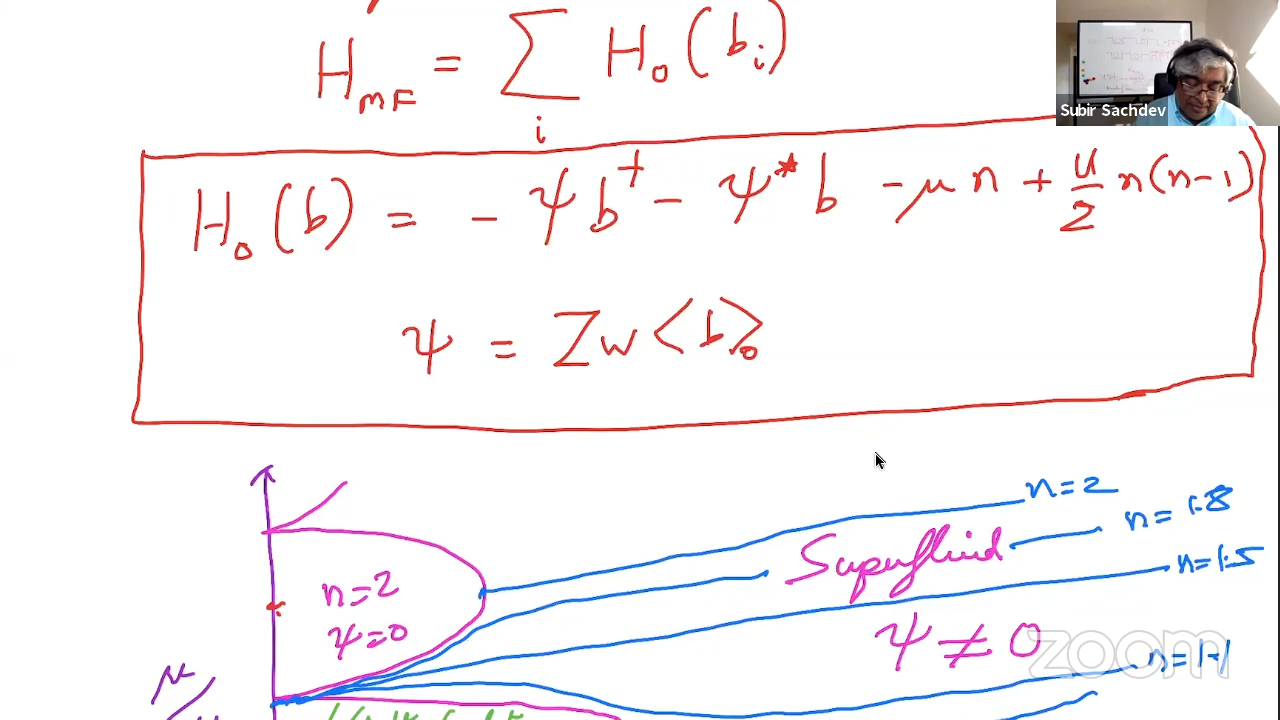 H_MF = Σ_i H_0(b_i)
Subir Sachdev
H_0(b) = - ψ b† - ψ* b - μ n + u/2 n(n-1)
ψ = Z w <b>_0
n=2
n = 1.8
Superfluid
n=1.5
n=2
ψ=0
ψ ≠ 0
zoom
n=1.1
μ